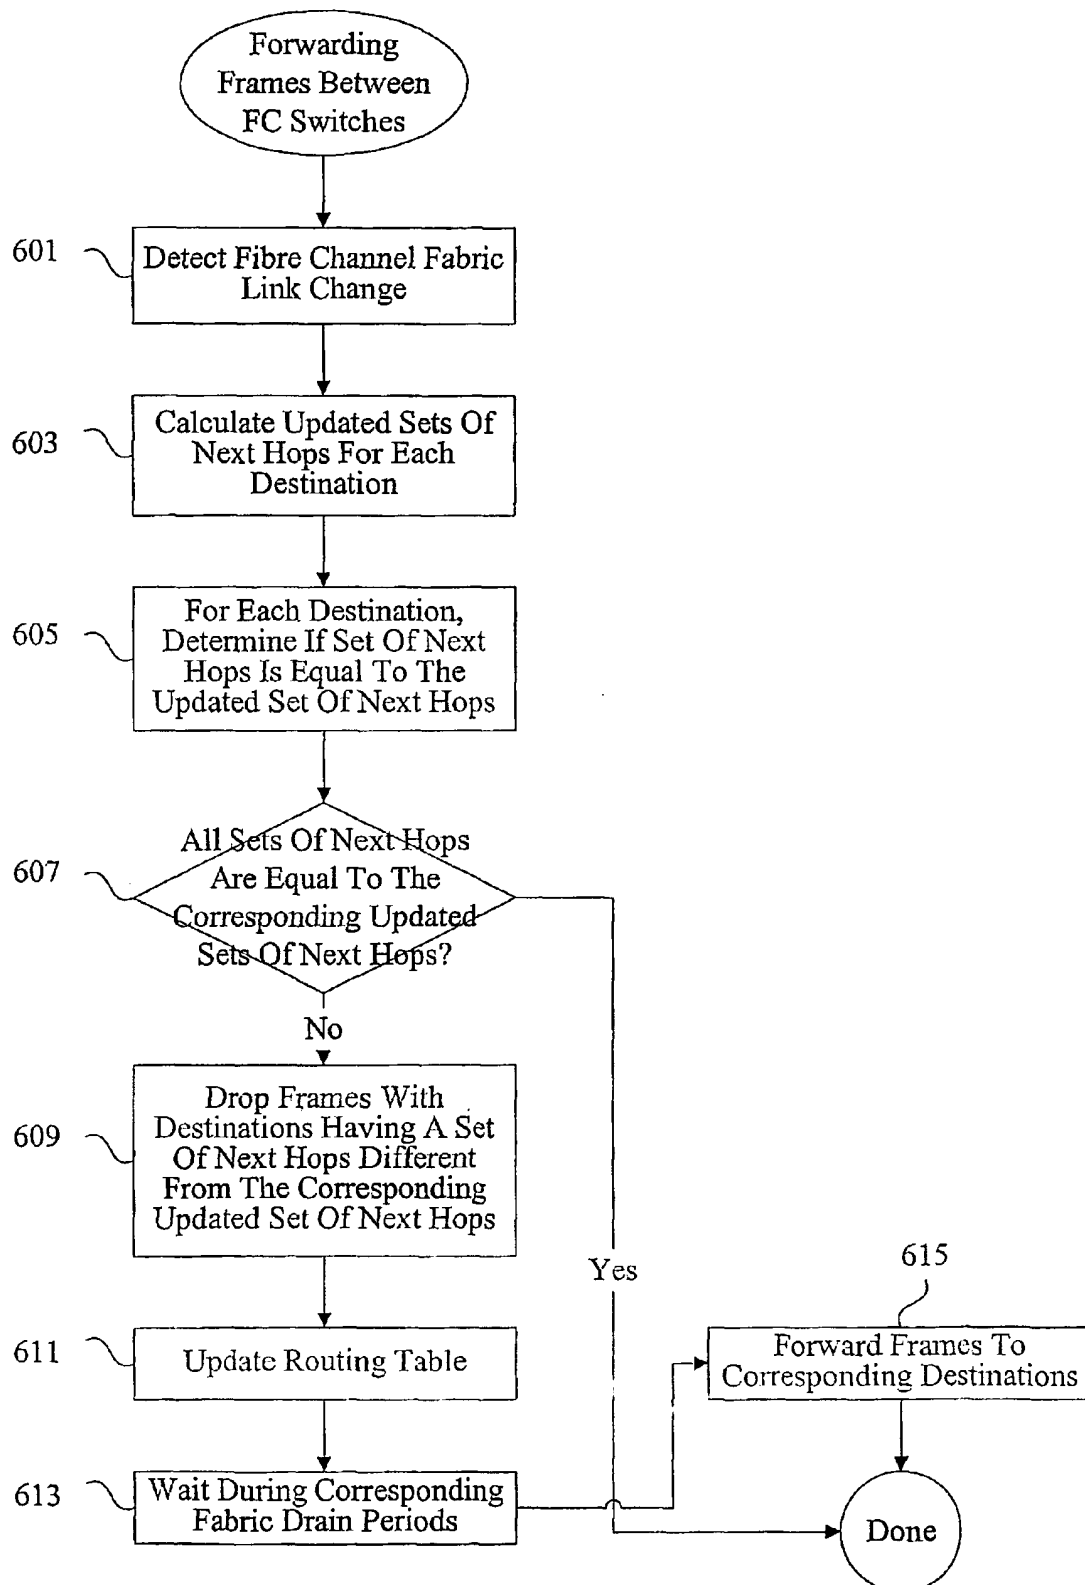 Forwarding
Frames Between
FC Switches
601
Detect Fibre Channel Fabric
Link Change
603
Calculate Updated Sets Of
Next Hops For Each
Destination
605
For Each Destination,
Determine If Set Of Next
Hops Is Equal To The
Updated Set Of Next Hops
607
All Sets Of Next Hops
Are Equal To The
Corresponding Updated
Sets Of Next Hops?
No
609
Drop Frames With
Destinations Having A Set
Of Next Hops Different
From The Corresponding
Updated Set Of Next Hops
Yes
615
611
Update Routing Table
Forward Frames To
Corresponding Destinations
613
Wait During Corresponding
Fabric Drain Periods
Done